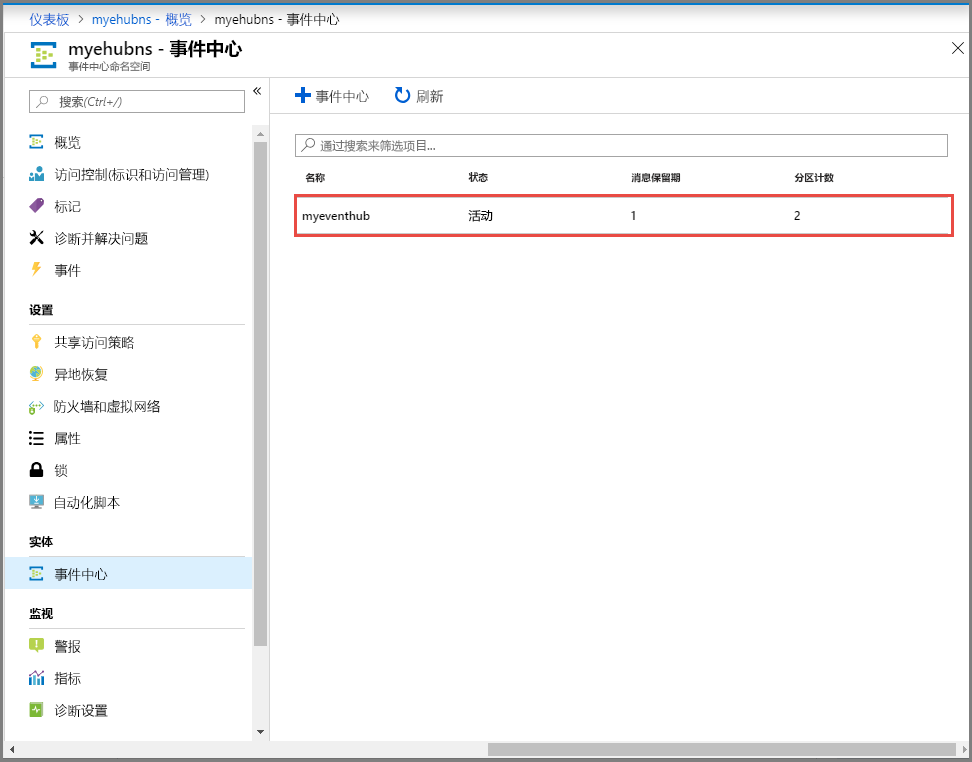 仪表板 > myehubns - 概览 > myehubns - 事件中心
myehubns - 事件中心
事件中心命名空间
搜索(Ctrl+/)
概览
访问控制(标识和访问管理)
标记
诊断并解决问题
事件
设置
共享访问策略
异地恢复
防火墙和虚拟网络
属性
锁
自动化脚本
实体
事件中心
监视
警报
指标
诊断设置
事件中心 刷新
通过搜索来筛选项目...
名称 状态 消息保留期 分区计数
myeventhub 活动 1 2